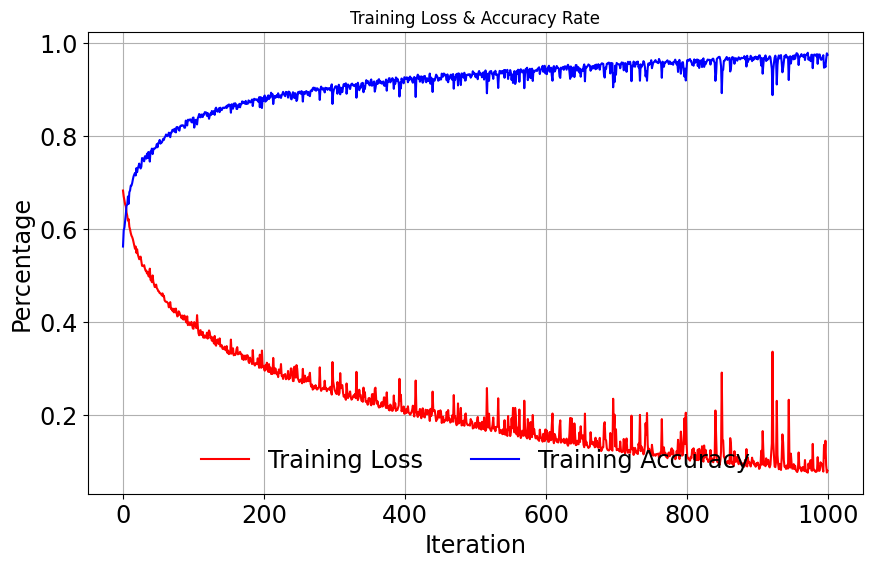 Training Loss & Accuracy Rate
1.0
0.8
0.6
0.4
0.2
Percentage
Training Loss Training Accuracy
0 200 400 600 800 1000
Iteration